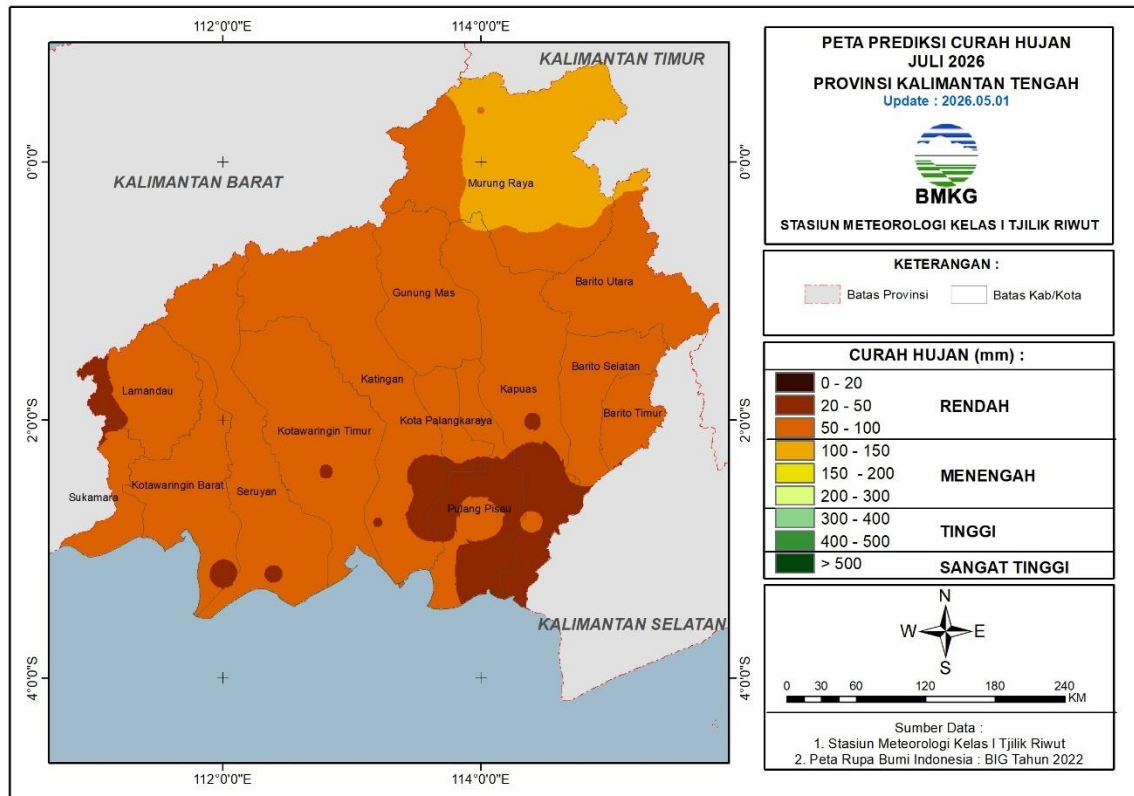 112°0'0"E
114°0'0"E
KALIMANTAN TIMUR
0°0'0"
0°0'0"
KALIMANTAN BARAT
Murung Raya
Gunung Mas
Barito Utara
Lamandau
Katingan
Kapuas
Barito Selatan
Barito Timur
Kota Palangkaraya
2°0'0"S
2°0'0"S
Kotawaringin Timur
Sukamara
Kotawaringin Barat
Seruyan
Pulang Pisau
KALIMANTAN SELATAN
4°0'0"S
4°0'0"S
112°0'0"E
114°0'0"E
PETA PREDIKSI CURAH HUJAN
JULI 2026
PROVINSI KALIMANTAN TENGAH
Update : 2026.05.01
BMKG
STASIUN METEOROLOGI KELAS I TJILIK RIWUT
KETERANGAN :
Batas Provinsi
Batas Kab/Kota
CURAH HUJAN (mm) :
0 - 20
20 - 50
RENDAH
50 - 100
100 - 150
150 - 200
MENENGAH
200 - 300
300 - 400
TINGGI
400 - 500
> 500
SANGAT TINGGI
N
W
E
S
0 30 60 120 180 240
KM
Sumber Data :
1. Stasiun Meteorologi Kelas I Tjilik Riwut
2. Peta Rupa Bumi Indonesia : BIG Tahun 2022